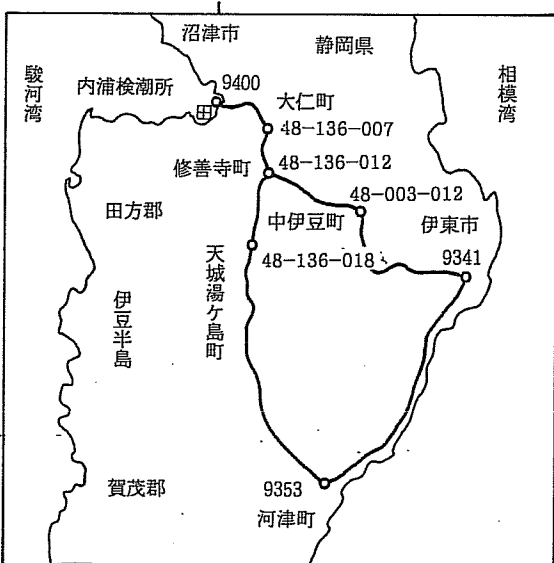 沼津市
静岡県
駿河湾
内浦検潮所
9400
大仁町
相模湾
田
48-136-007
修善寺町
48-136-012
48-003-012
田方郡
中伊豆町
伊東市
9341
48-136-018
天城湯ケ島町
伊豆半島
賀茂郡
9353
河津町